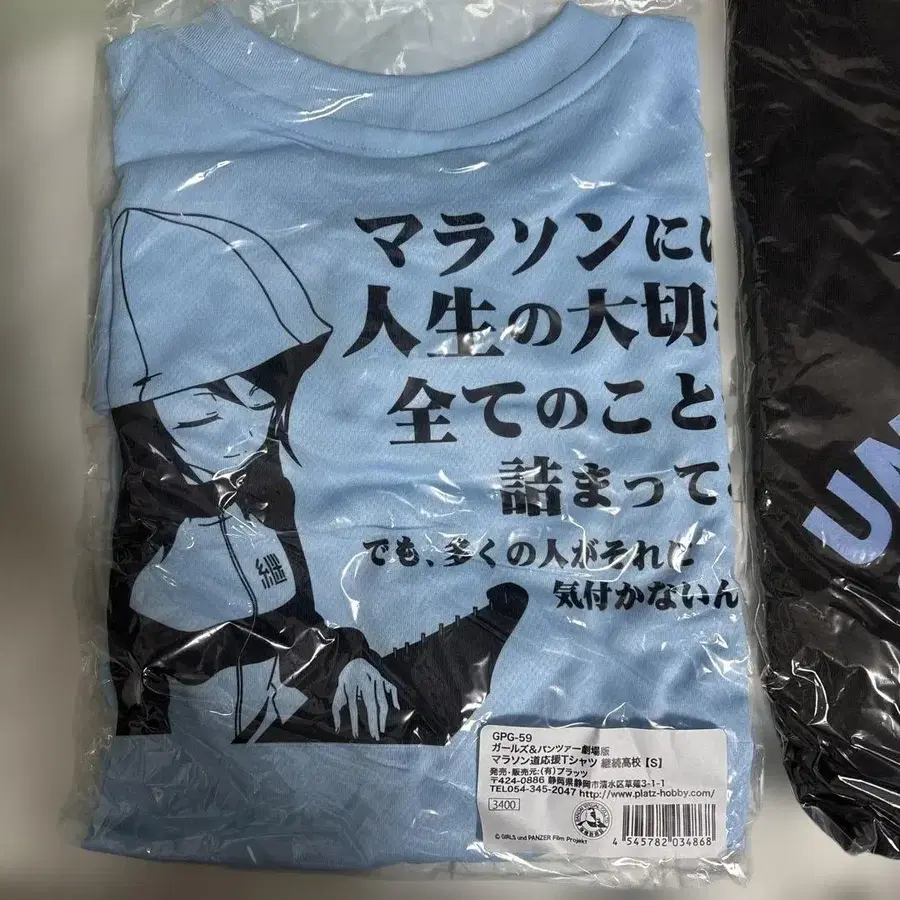 マラソンには
人生の大切な
全てのこと
詰まって
でも、多くの人がそれに
気付かないん
継
UN
GPG-59
ガールズ&パンツァー劇場版
マラソン道応援Tシャツ 継続高校【S】
発売・販売元:(有)プラッツ
〒424-0886 静岡県静岡市清水区草薙3-1-1
TEL054-345-2047 http://www.platz-hobby.com/
3400
© GIRLS und PANZER Film Projekt
4 545782 034868